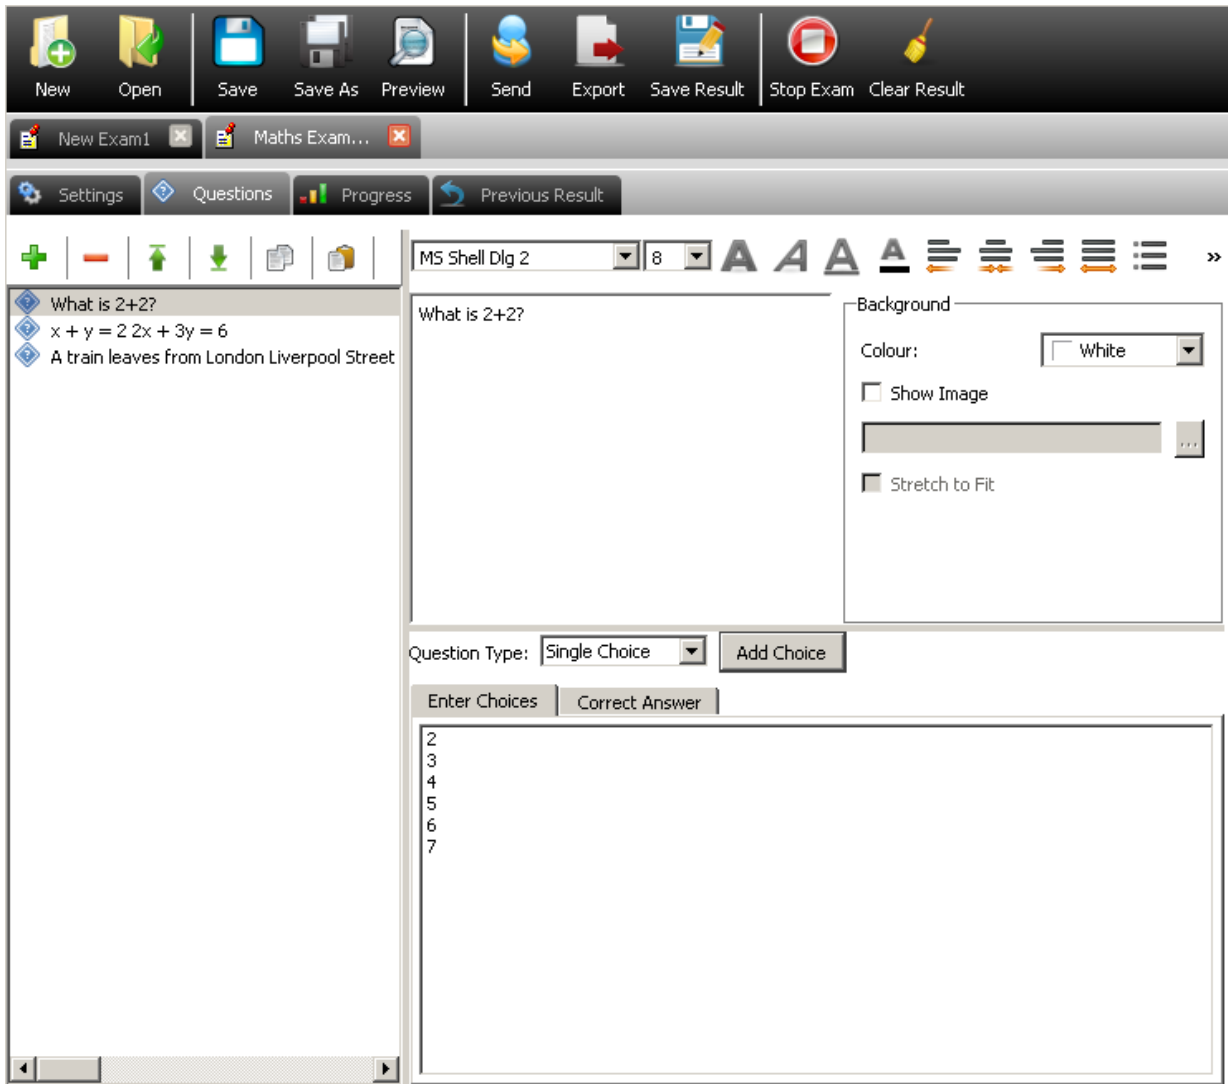 New Open Save Save As Preview Send Export Save Result Stop Exam Clear Result
New Exam1 Maths Exam...
Settings Questions Progress Previous Result
MS Shell Dlg 2 8 A A A A »
What is 2+2?
x + y = 2 2x + 3y = 6
A train leaves from London Liverpool Street
What is 2+2?
Background
Colour: White
Show Image
...
Stretch to Fit
Question Type: Single Choice Add Choice
Enter Choices Correct Answer
2
3
4
5
6
7